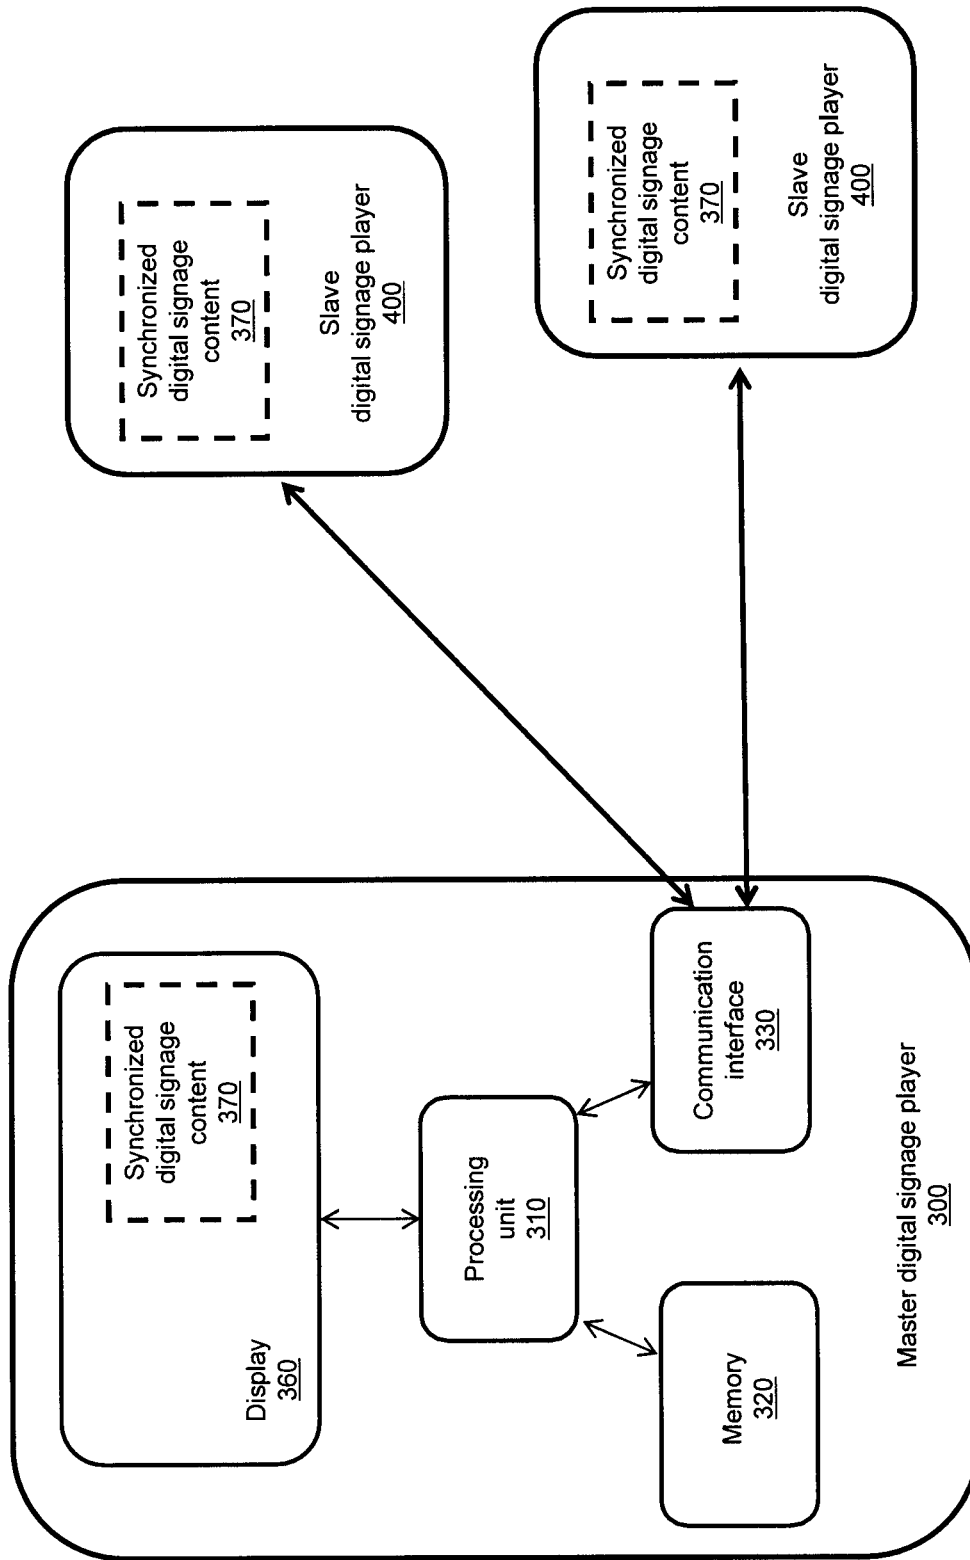 Display
360
Synchronized
digital signage
content
370
Processing
unit
310
Memory
320
Communication
interface
330
Master digital signage player
300
Synchronized
digital signage
content
370
Slave
digital signage player
400
Synchronized
digital signage
content
370
Slave
digital signage player
400